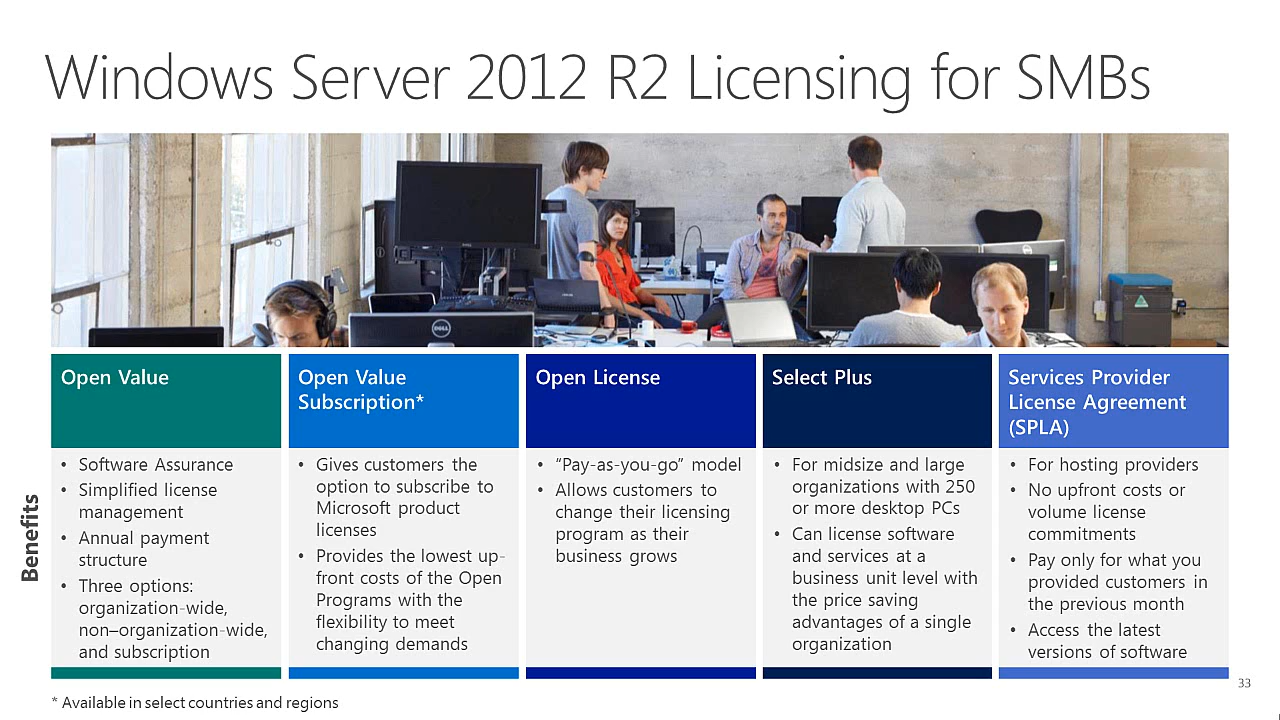 Windows Server 2012 R2 Licensing for SMBs
DELL
Open Value
Open Value
Subscription*
Open License
Select Plus
Services Provider
License Agreement
(SPLA)
Benefits
• Software Assurance
• Simplified license
management
• Annual payment
structure
• Three options:
organization-wide,
non–organization-wide,
and subscription
• Gives customers the
option to subscribe to
Microsoft product
licenses
• Provides the lowest up-
front costs of the Open
Programs with the
flexibility to meet
changing demands
• “Pay-as-you-go” model
• Allows customers to
change their licensing
program as their
business grows
• For midsize and large
organizations with 250
or more desktop PCs
• Can license software
and services at a
business unit level with
the price saving
advantages of a single
organization
• For hosting providers
• No upfront costs or
volume license
commitments
• Pay only for what you
provided customers in
the previous month
• Access the latest
versions of software
33
* Available in select countries and regions